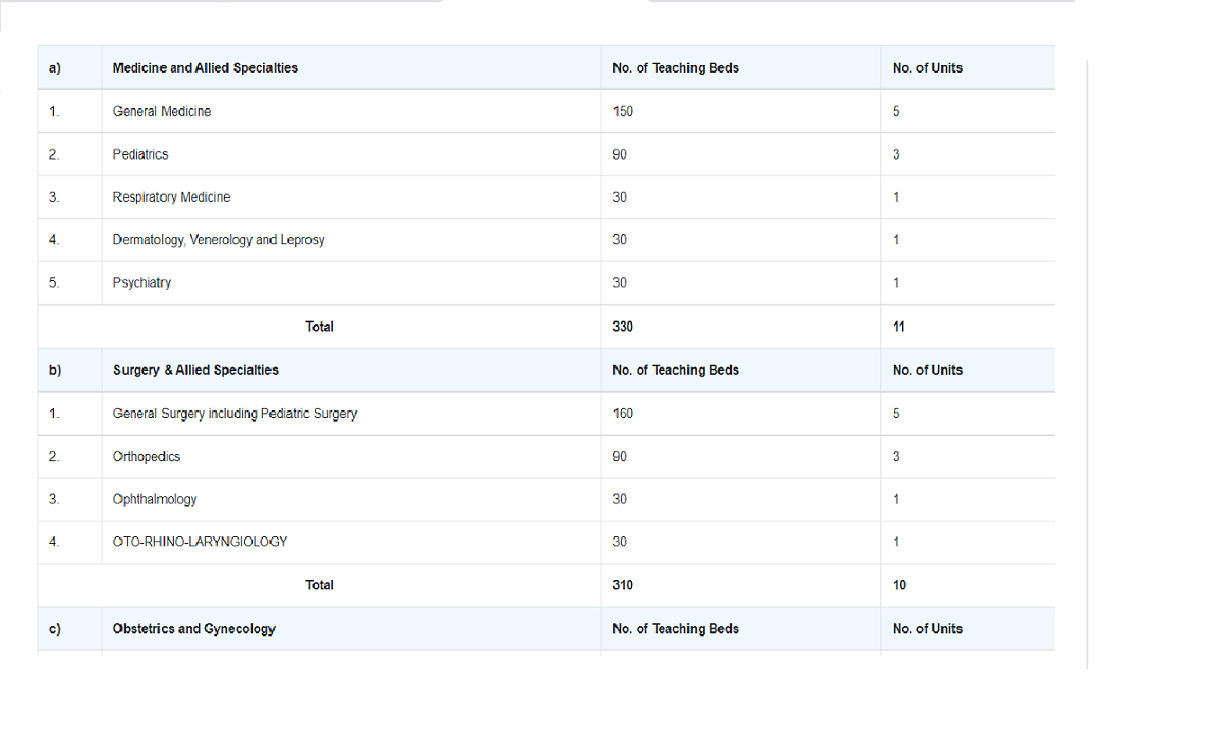 a) Medicine and Allied Specialties No. of Teaching Beds No. of Units
1. General Medicine 150 5
2. Pediatrics 90 3
3. Respiratory Medicine 30 1
4. Dermatology, Venerology and Leprosy 30 1
5. Psychiatry 30 1
Total 330 11
b) Surgery & Allied Specialties No. of Teaching Beds No. of Units
1. General Surgery including Pediatric Surgery 160 5
2. Orthopedics 90 3
3. Ophthalmology 30 1
4. OTO-RHINO-LARYNGIOLOGY 30 1
Total 310 10
c) Obstetrics and Gynecology No. of Teaching Beds No. of Units